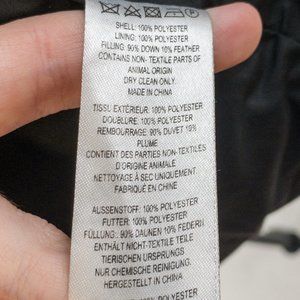 SHELL: 100% POLYESTER
LINING: 100% POLYESTER
FILLING: 90% DOWN 10% FEATHER
CONTAINS NON-TEXTILE PARTS OF
ANIMAL ORIGIN
DRY CLEAN ONLY.
MADE IN CHINA
TISSU EXTÉRIEUR: 100% POLYESTER
DOUBLURE: 100% POLYESTER
REMBOURRAGE: 90% DUVET 10%
PLUME
CONTIENT DES PARTIES NON-TEXTILES
D'ORIGINE ANIMALE
NETTOYAGE À SEC UNIQUEMENT
FABRIQUÉ EN CHINE
AUSSENSTOFF: 100% POLYESTER
FUTTER: 100% POLYESTER
FÜLLUNG: 90% DAUNEN 10% FEDERN
ENTHÄLT NICHT-TEXTILE TEILE
TIERISCHEN URSPRUNGS
NUR CHEMISCHE REINIGUNG.
HERGESTELLT IN CHINA
100% POLYESTER